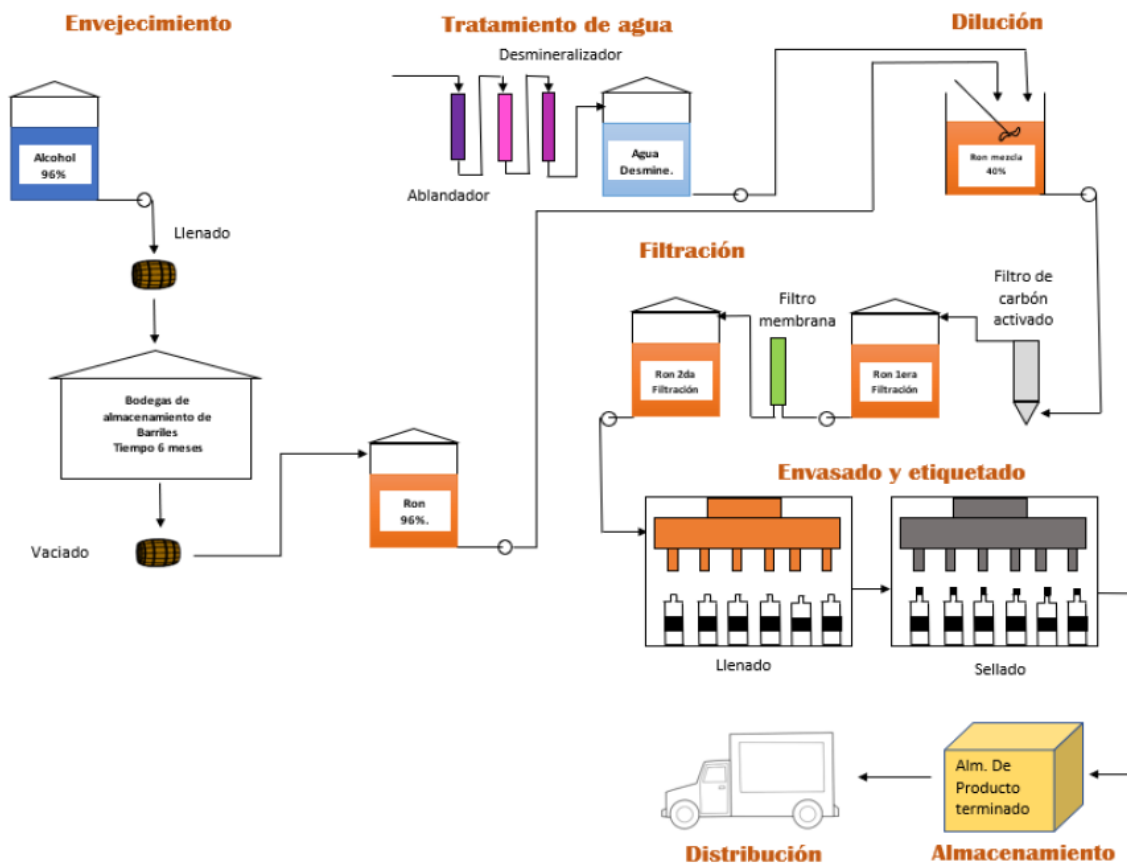 Envejecimiento
Alcohol
96%
Llenado
Bodegas de
almacenamiento de
Barriles
Tiempo 6 meses
Vaciado
Ron
96%.
Tratamiento de agua
Desmineralizador
Ablandador
Agua
Desmine.
Dilución
Ron mezcla
40%
Filtración
Filtro de
carbón
activado
Ron 1era
Filtración
Filtro
membrana
Ron 2da
Filtración
Envasado y etiquetado
Llenado
Sellado
Alm. De
Producto
terminado
Almacenamiento
Distribución